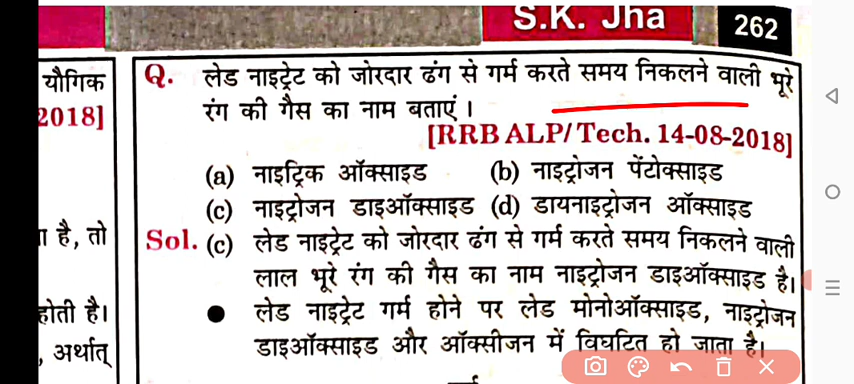 S.K. Jha
262
यौगिक
2018]
ा है, तो
होती है।
, अर्थात्
Q. लेड नाइट्रेट को जोरदार ढंग से गर्म करते समय निकलने वाली भूरे
रंग की गैस का नाम बताएं ।
[RRB ALP/Tech. 14-08-2018]
(a) नाइट्रिक ऑक्साइड (b) नाइट्रोजन पेंटोक्साइड
(c) नाइट्रोजन डाइऑक्साइड (d) डायनाइट्रोजन ऑक्साइड
Sol. (c) लेड नाइट्रेट को जोरदार ढंग से गर्म करते समय निकलने वाली
लाल भूरे रंग की गैस का नाम नाइट्रोजन डाइऑक्साइड है।
● लेड नाइट्रेट गर्म होने पर लेड मोनोऑक्साइड, नाइट्रोजन
डाइऑक्साइड और ऑक्सीजन में विघटित हो जाता है।